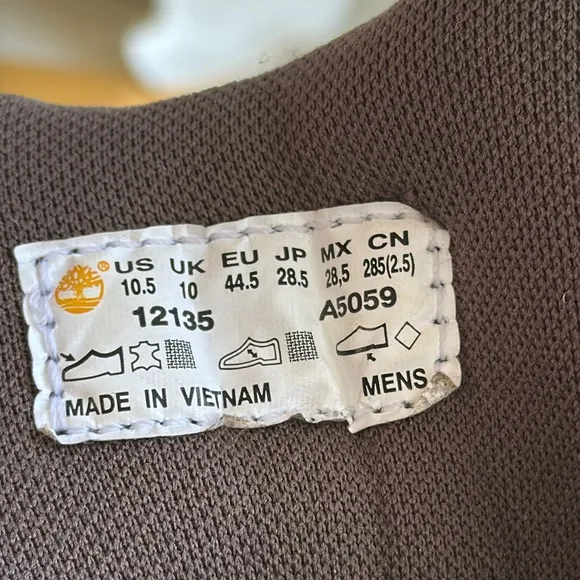 US UK EU JP MX CN
10.5 10 44.5 28.5 28,5 285(2.5)
12135 A5059
MADE IN VIETNAM MENS